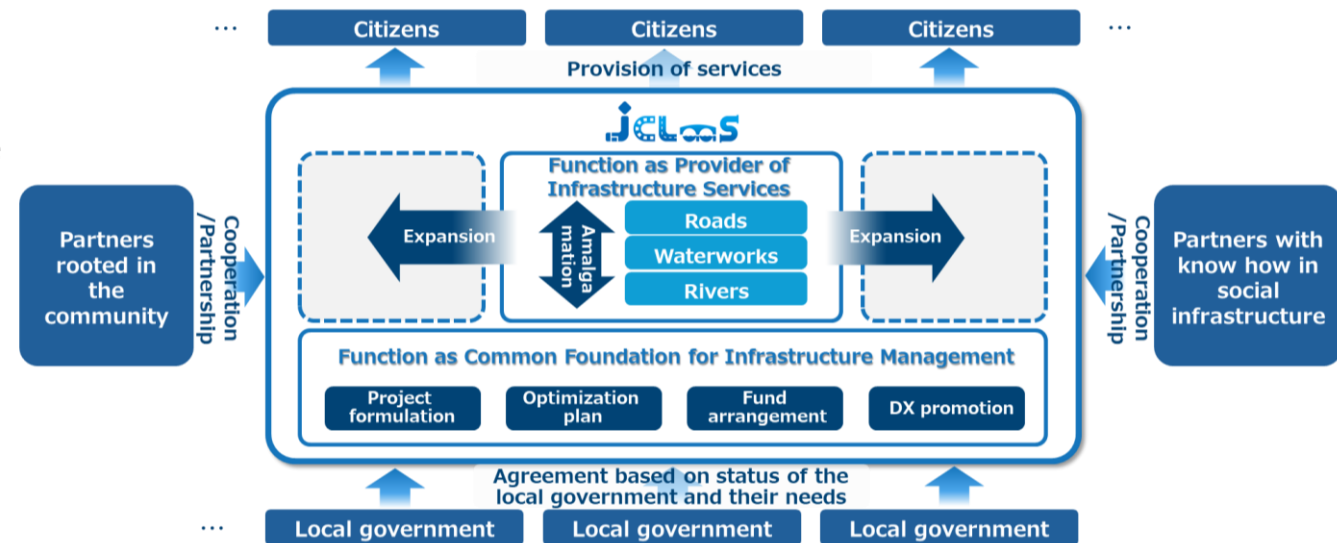 … Citizens Citizens Citizens …
Provision of services
JCLaaS
Function as Provider of
Infrastructure Services
Partners
rooted in
the
community
Cooperation
/Partnership
Expansion
Amalga
mation
Roads
Waterworks
Rivers
Expansion
Cooperation
/Partnership
Partners with
know how in
social
infrastructure
Function as Common Foundation for Infrastructure Management
Project
formulation
Optimization
plan
Fund
arrangement
DX promotion
Agreement based on status of the
local government and their needs
… Local government Local government Local government